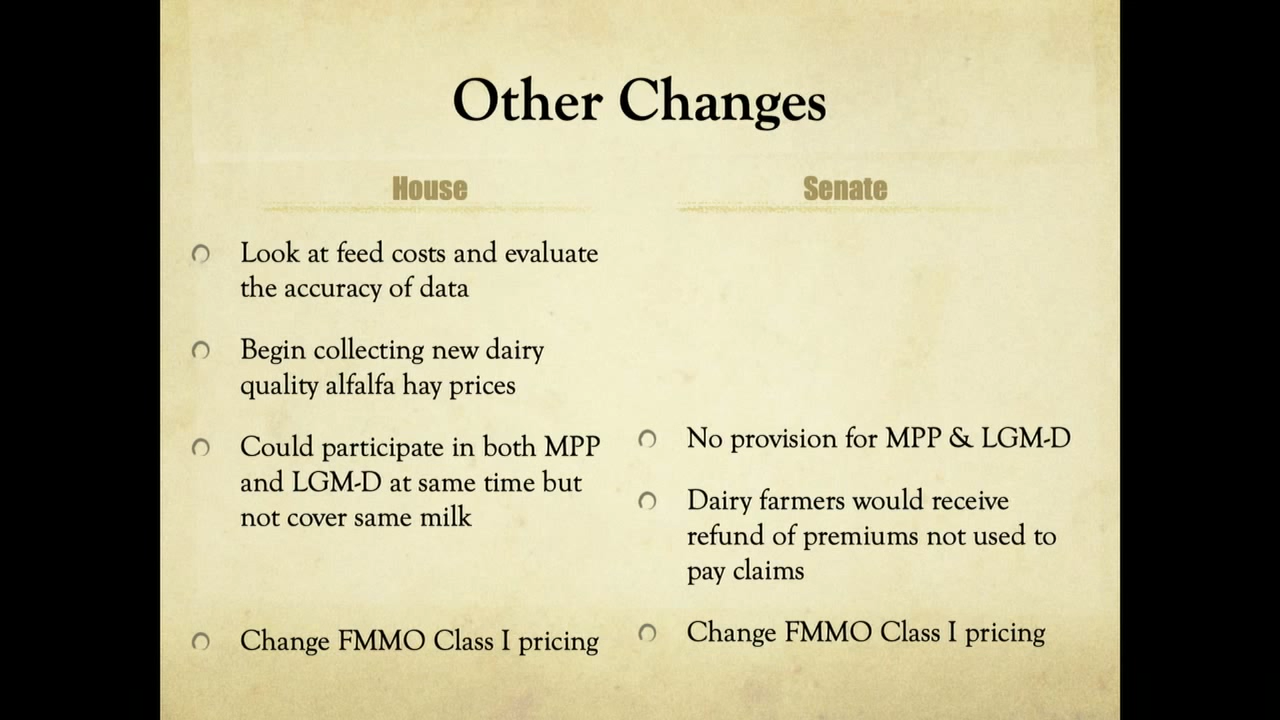 Other Changes
House
Look at feed costs and evaluate
the accuracy of data
Begin collecting new dairy
quality alfalfa hay prices
Could participate in both MPP
and LGM-D at same time but
not cover same milk
Change FMMO Class I pricing
Senate
No provision for MPP & LGM-D
Dairy farmers would receive
refund of premiums not used to
pay claims
Change FMMO Class I pricing